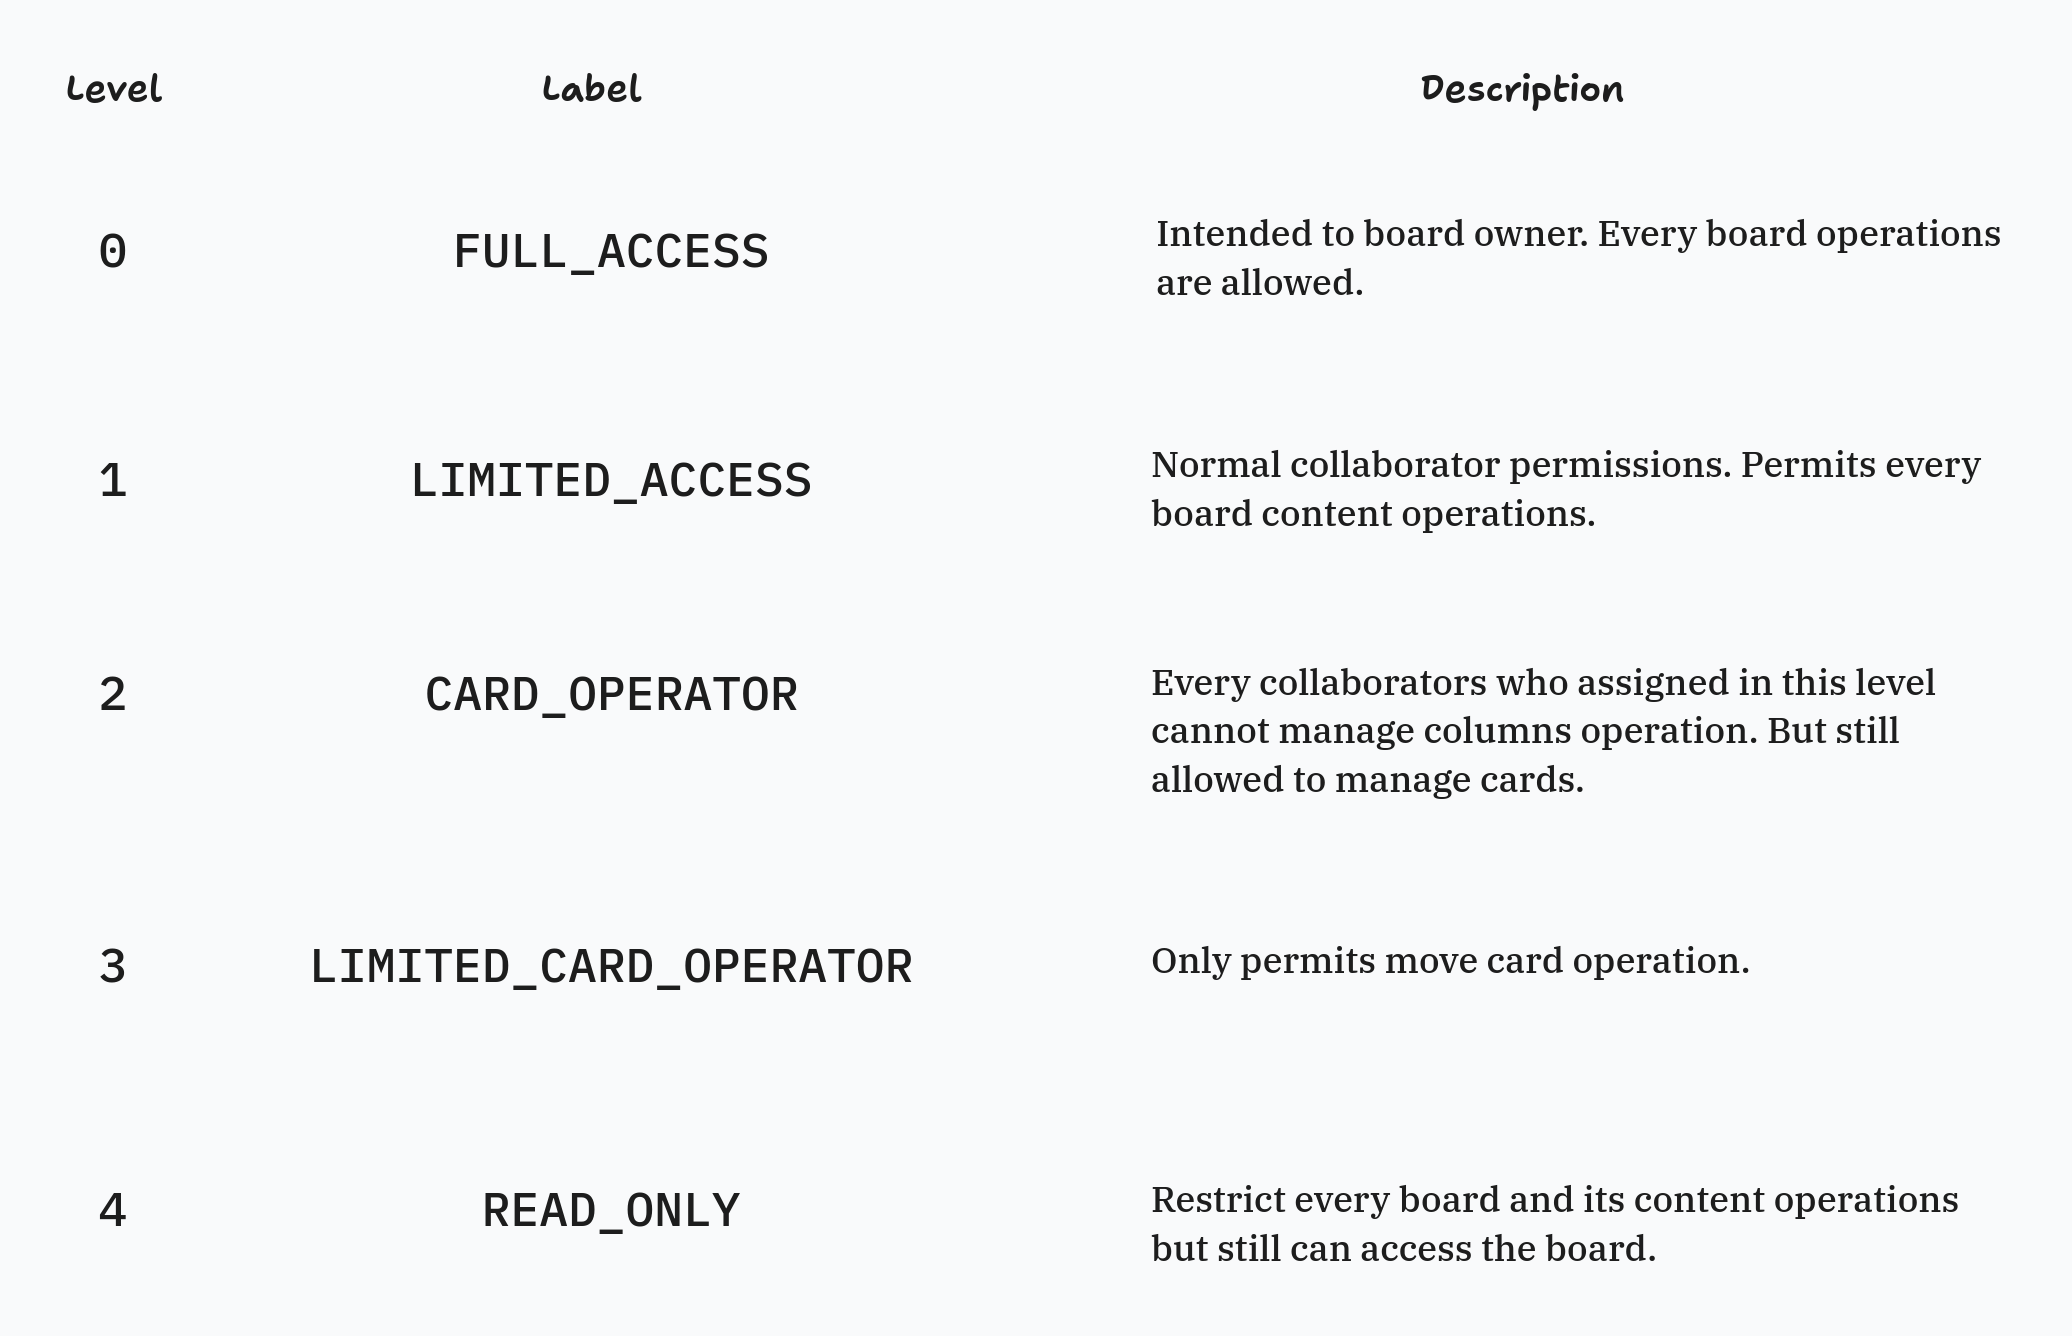 Level Label Description
0 FULL_ACCESS Intended to board owner. Every board operations
are allowed.
1 LIMITED_ACCESS Normal collaborator permissions. Permits every
board content operations.
2 CARD_OPERATOR Every collaborators who assigned in this level
cannot manage columns operation. But still
allowed to manage cards.
3 LIMITED_CARD_OPERATOR Only permits move card operation.
4 READ_ONLY Restrict every board and its content operations
but still can access the board.